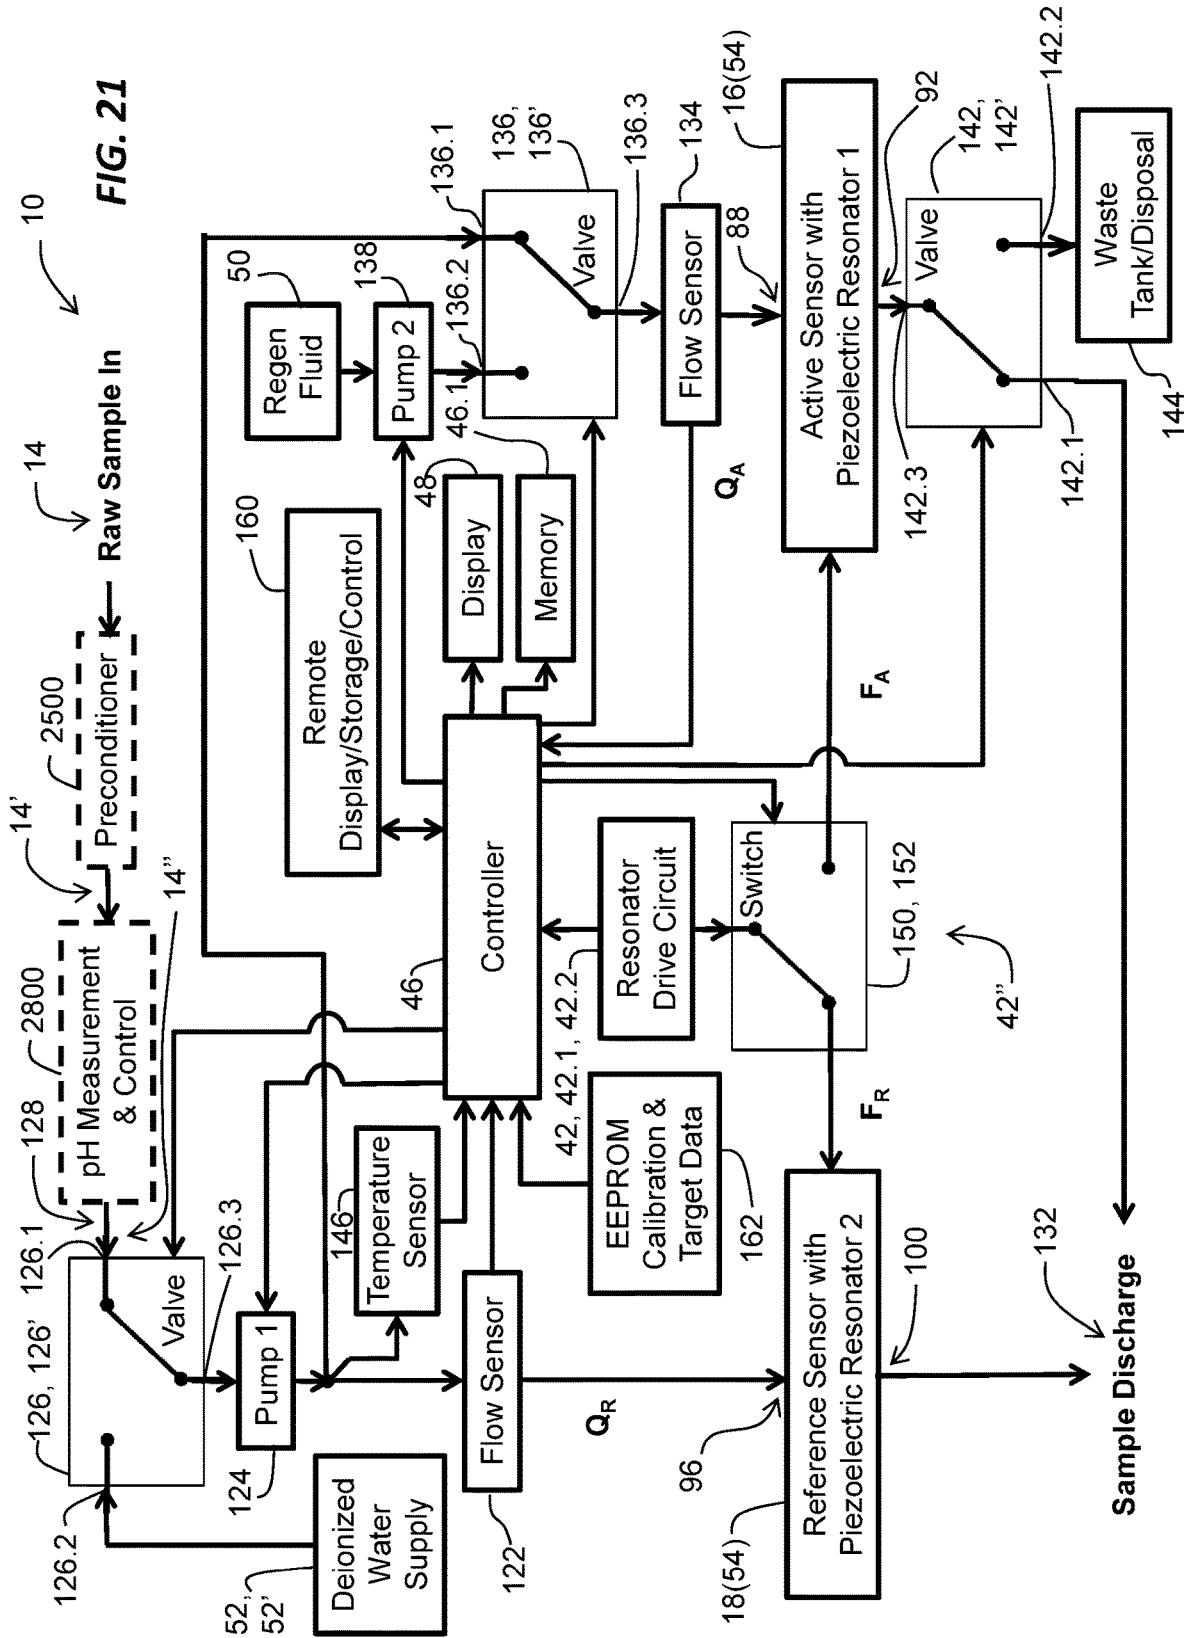 FIG. 21
10
14
Raw Sample In
2500
Preconditioner
14'
2800
pH Measurement
& Control
14"
128
126.1
126, 126'
Valve
126.2
126.3
52,
52'
Deionized
Water
Supply
Pump 1
124
146
Temperature
Sensor
Flow Sensor
122
46
Controller
160
Remote
Display/Storage/Control
50
Regen
Fluid
138
Pump 2
136.1
136.2
136,
136'
Valve
136.3
46.1
48
Display
Memory
134
Flow Sensor
QA
88
16(54)
Active Sensor with
Piezoelectric Resonator 1
92
42, 42.1, 42.2
Resonator
Drive Circuit
Switch
150, 152
42"
FA
FR
EEPROM
Calibration &
Target Data
162
QR
96
18(54)
Reference Sensor with
Piezoelectric Resonator 2
100
142.3
Valve
142,
142'
142.1
142.2
Waste
Tank/Disposal
144
132
Sample Discharge